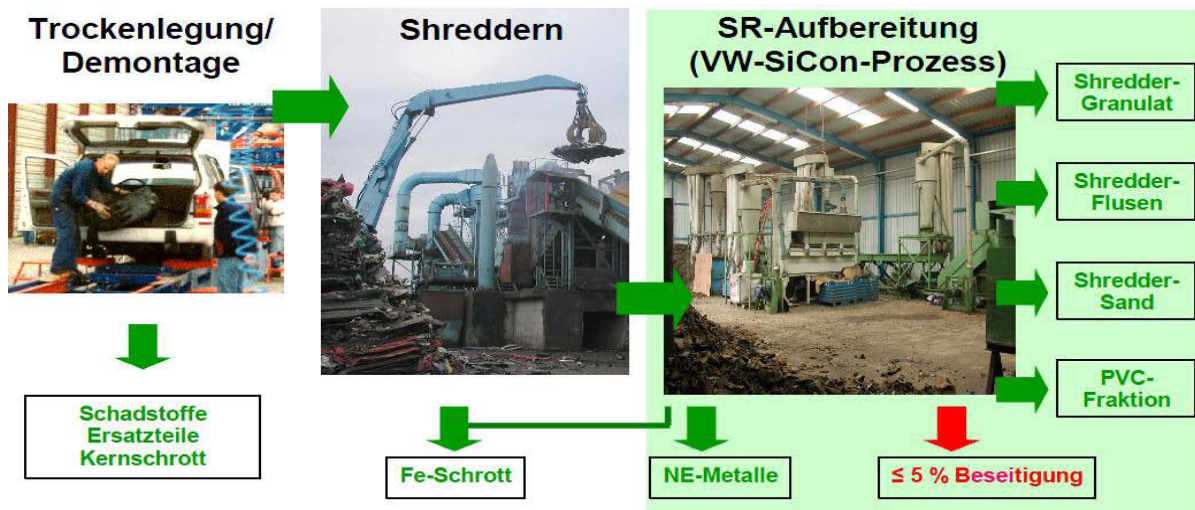 Trockenlegung/
Demontage
Shreddern
SR-Aufbereitung
(VW-SiCon-Prozess)
Shredder-
Granulat
Shredder-
Flusen
Shredder-
Sand
PVC-
Fraktion
Schadstoffe
Ersatzteile
Kernschrott
Fe-Schrott
NE-Metalle
≤ 5 % Beseitigung